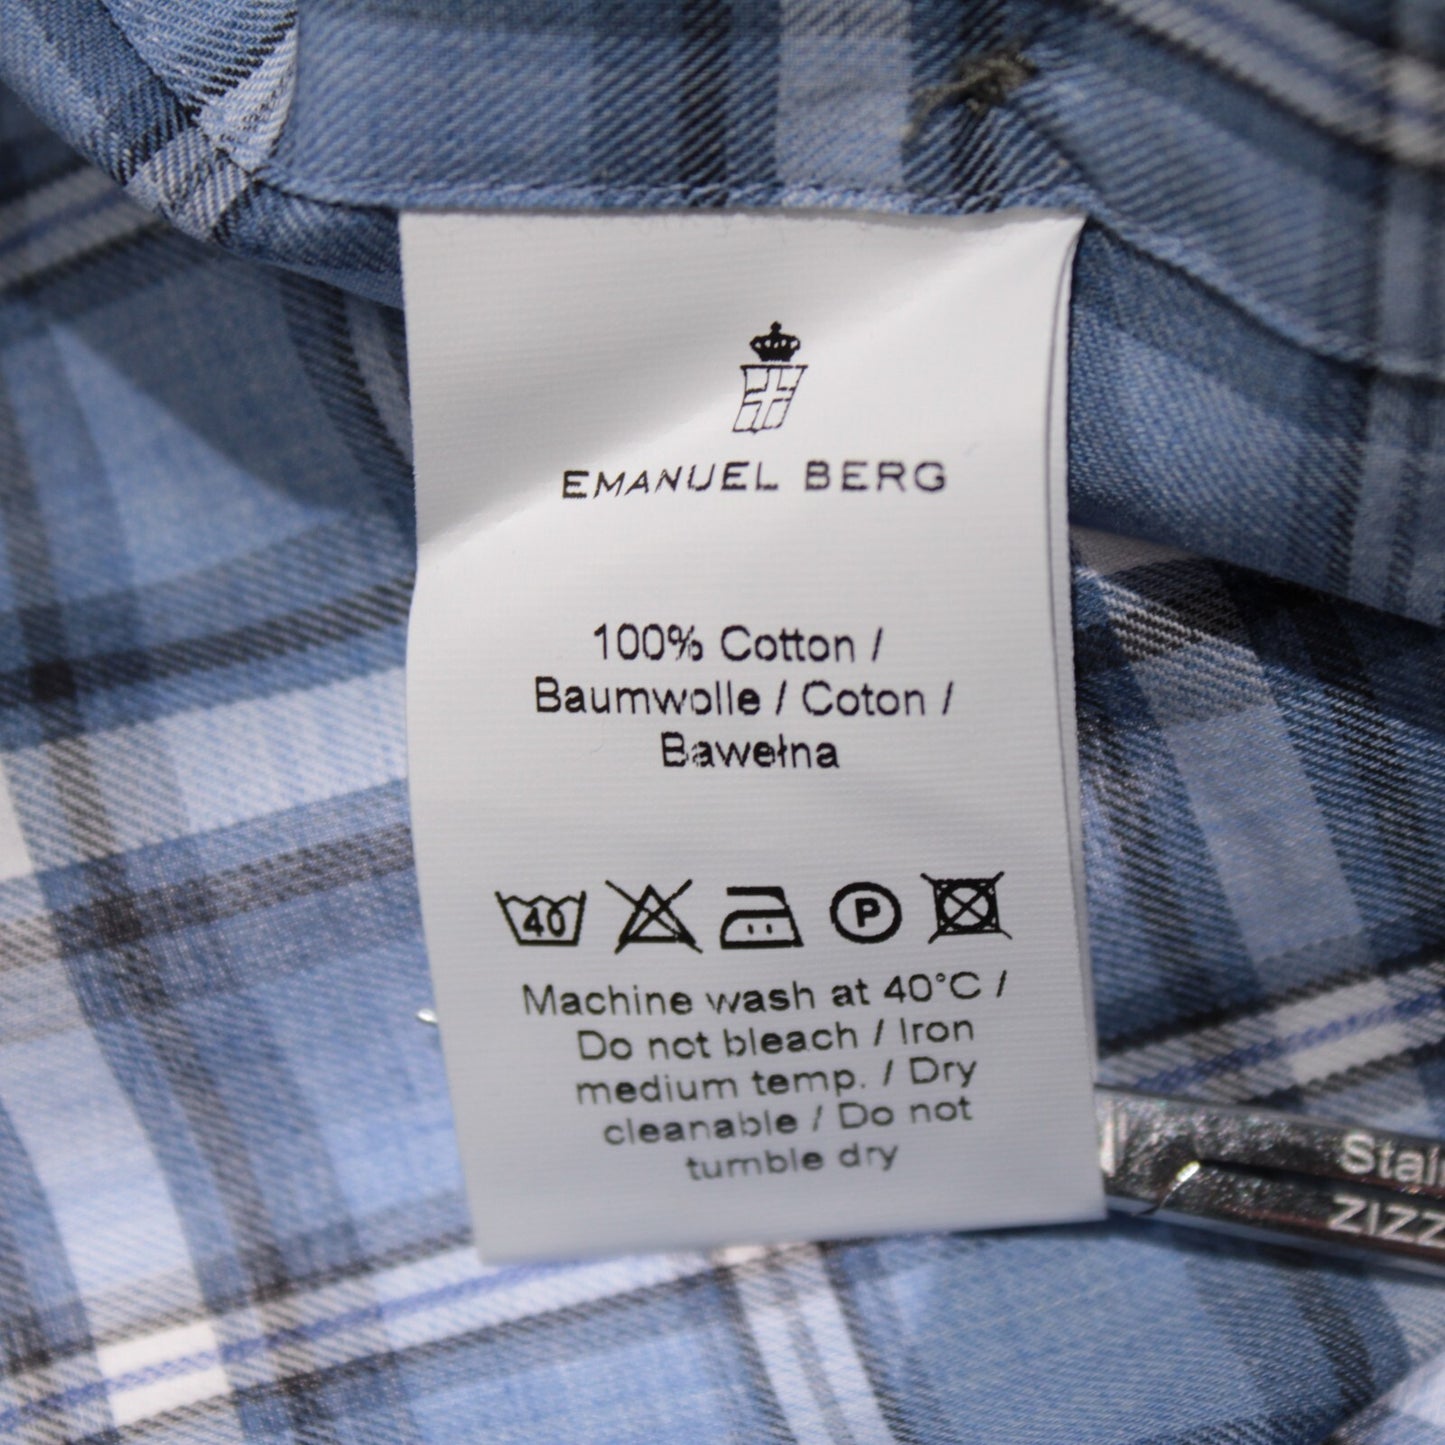 EMANUEL BERG
100% Cotton /
Baumwolle / Coton /
Bawełna
40 P
Machine wash at 40°C /
Do not bleach / Iron
medium temp. / Dry
cleanable / Do not
tumble dry